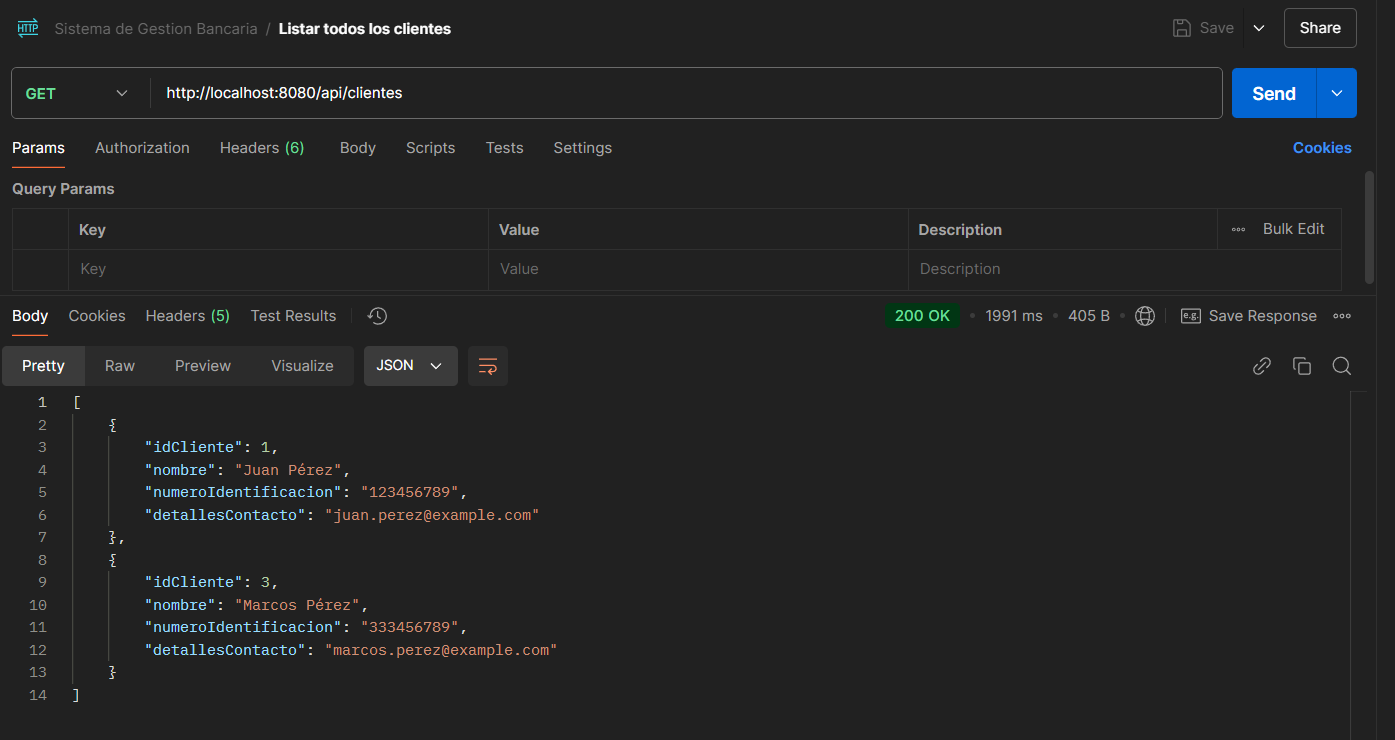 HTTP Sistema de Gestion Bancaria / Listar todos los clientes Save Share
GET http://localhost:8080/api/clientes Send
Params Authorization Headers (6) Body Scripts Tests Settings Cookies
Query Params
Key Value Description Bulk Edit
Key Value Description
Body Cookies Headers (5) Test Results 200 OK • 1991 ms • 405 B • e.g. Save Response
Pretty Raw Preview Visualize JSON
1 [
2 {
3 "idCliente": 1,
4 "nombre": "Juan Pérez",
5 "numeroIdentificacion": "123456789",
6 "detallesContacto": "juan.perez@example.com"
7 },
8 {
9 "idCliente": 3,
10 "nombre": "Marcos Pérez",
11 "numeroIdentificacion": "333456789",
12 "detallesContacto": "marcos.perez@example.com"
13 }
14 ]